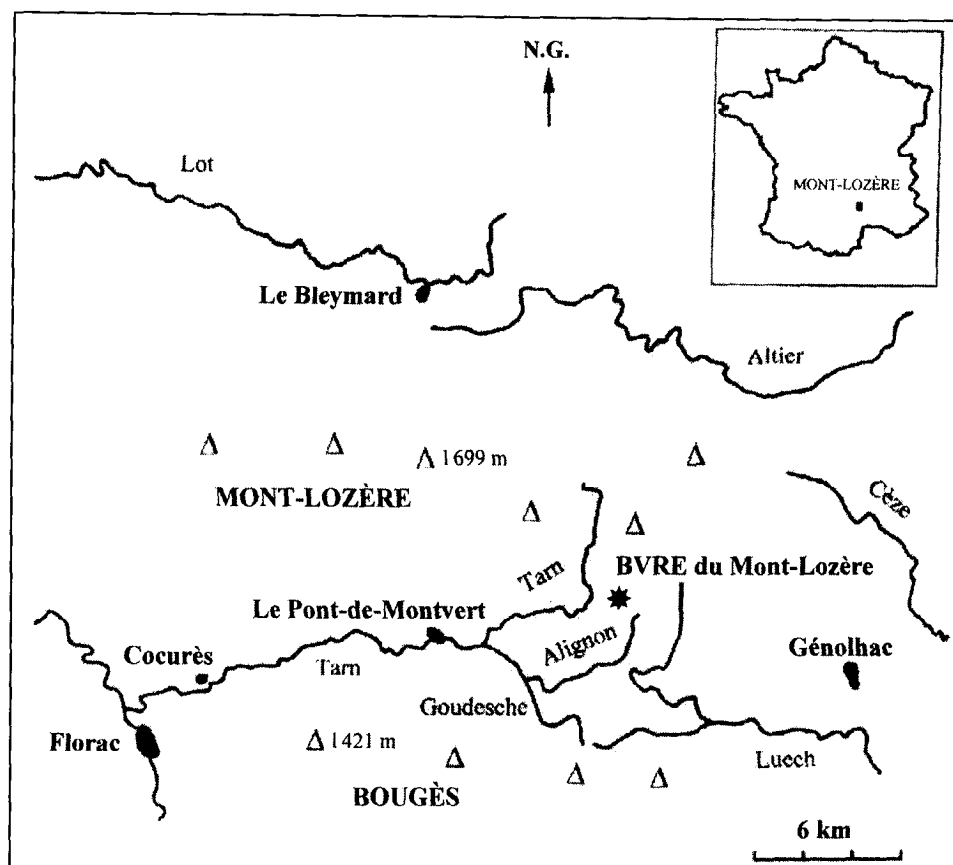 N.G.
MONT-LOZÈRE
Lot
Le Bleymard
Altier
1699 m
MONT-LOZÈRE
Cèze
Tarn
BVRE du Mont-Lozère
Le Pont-de-Montvert
Alignon
Génolhac
Cocurès
Tarn
Goudesche
Florac
1421 m
Luech
BOUGÈS
6 km